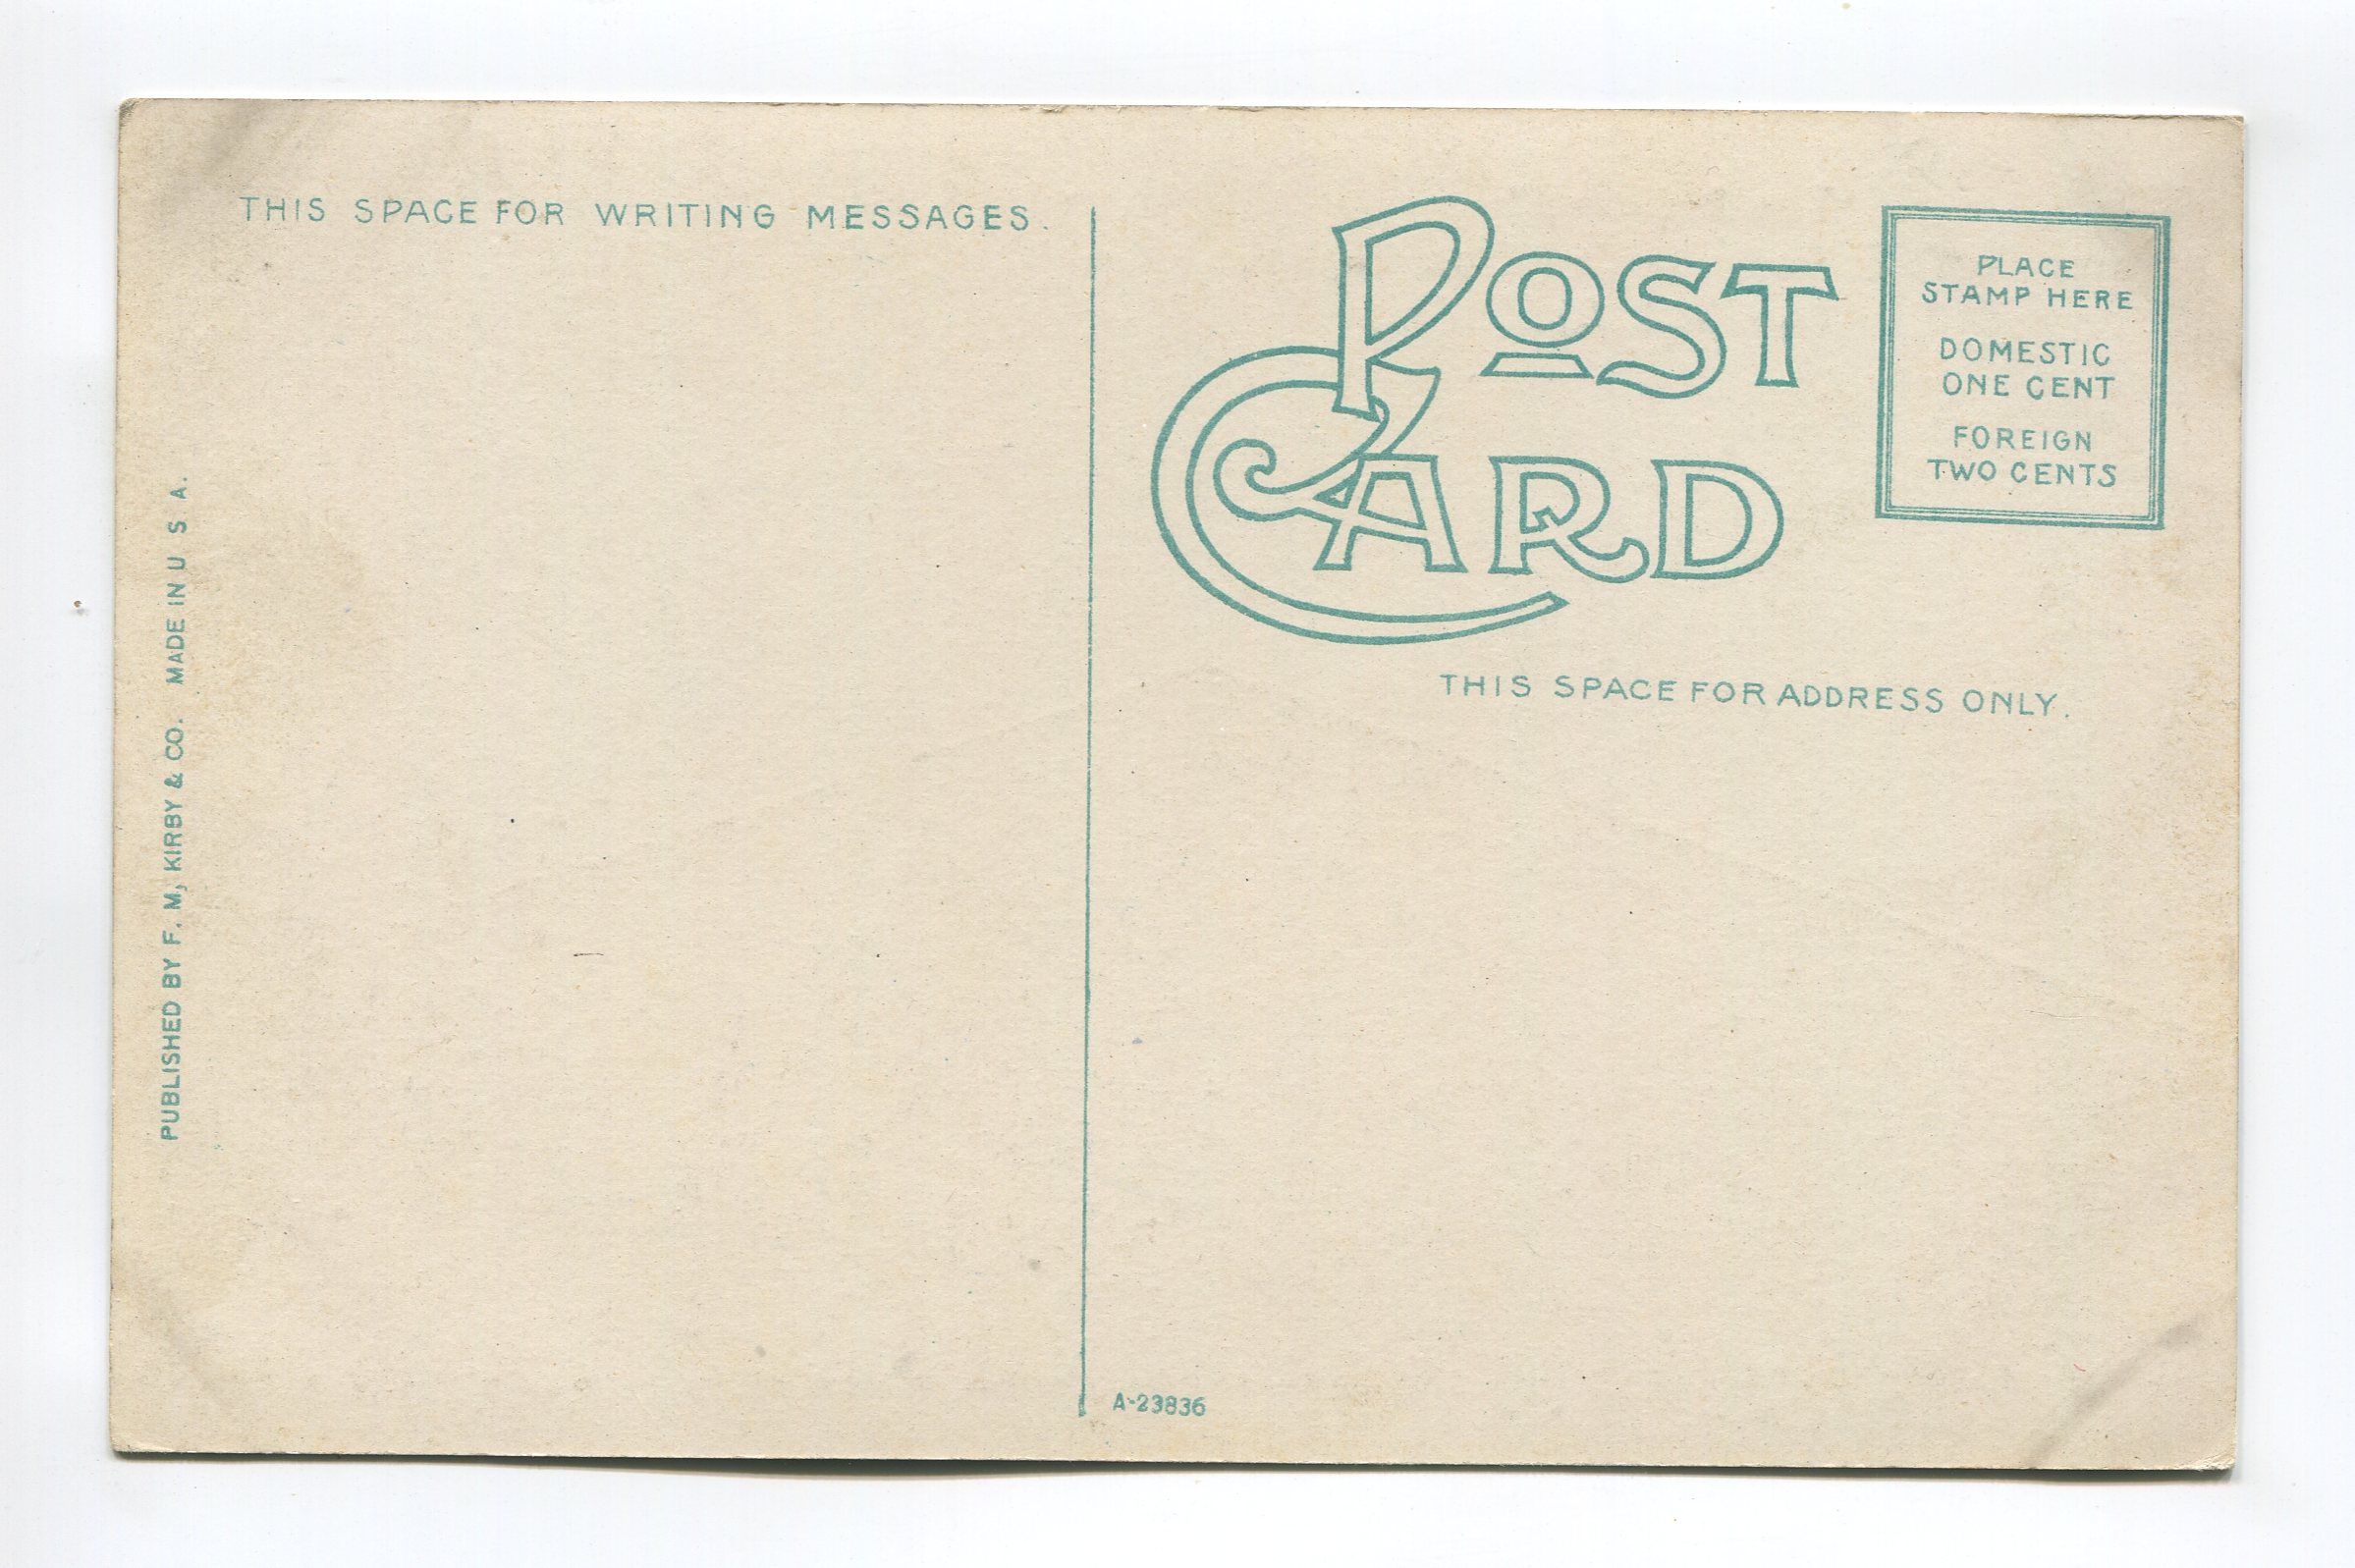 THIS SPACE FOR WRITING MESSAGES.
POST
CARD
PLACE
STAMP HERE
DOMESTIC
ONE CENT
FOREIGN
TWO CENTS
THIS SPACE FOR ADDRESS ONLY.
PUBLISHED BY F. M, KIRBY & CO. MADE IN U S A.
A-23836